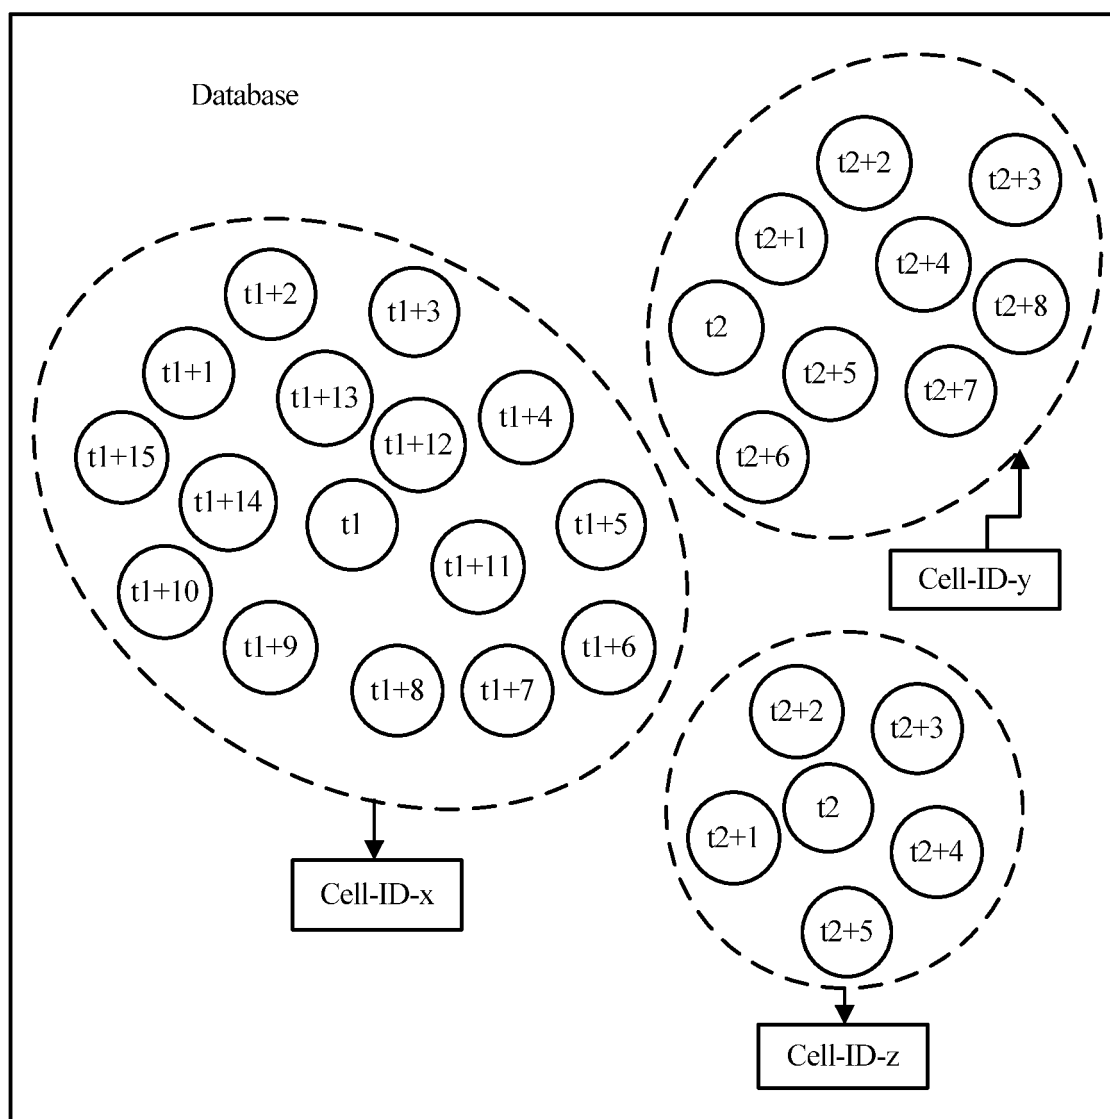 Database
t1+2
t1+3
t1+1
t1+13
t1+4
t1+12
t1+15
t1+14
t1
t1+5
t1+11
t1+10
t1+9
t1+6
t1+8
t1+7
Cell-ID-x
t2+2
t2+3
t2+1
t2+4
t2+8
t2
t2+5
t2+7
t2+6
Cell-ID-y
t2+2
t2+3
t2
t2+1
t2+4
t2+5
Cell-ID-z